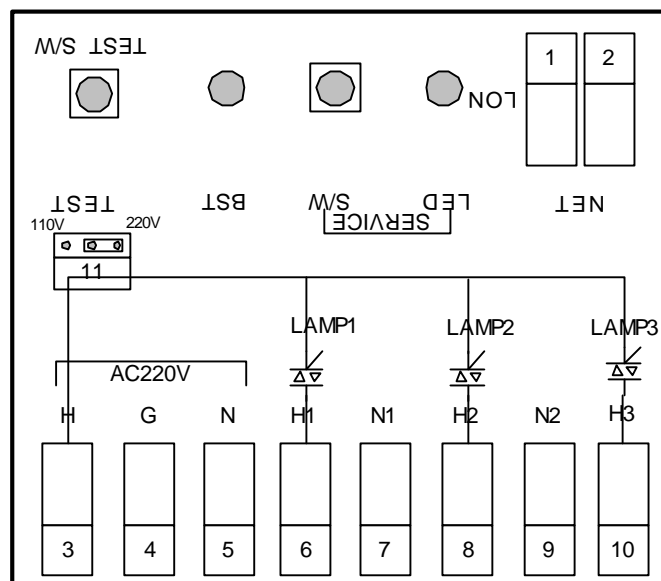 TEST S/W
LON
1 2
TEST BST S/W LED NET
SERVICE
110V 220V
11
LAMP1 LAMP2 LAMP3
AC220V
H G N H1 N1 H2 N2 H3
3 4 5 6 7 8 9 10